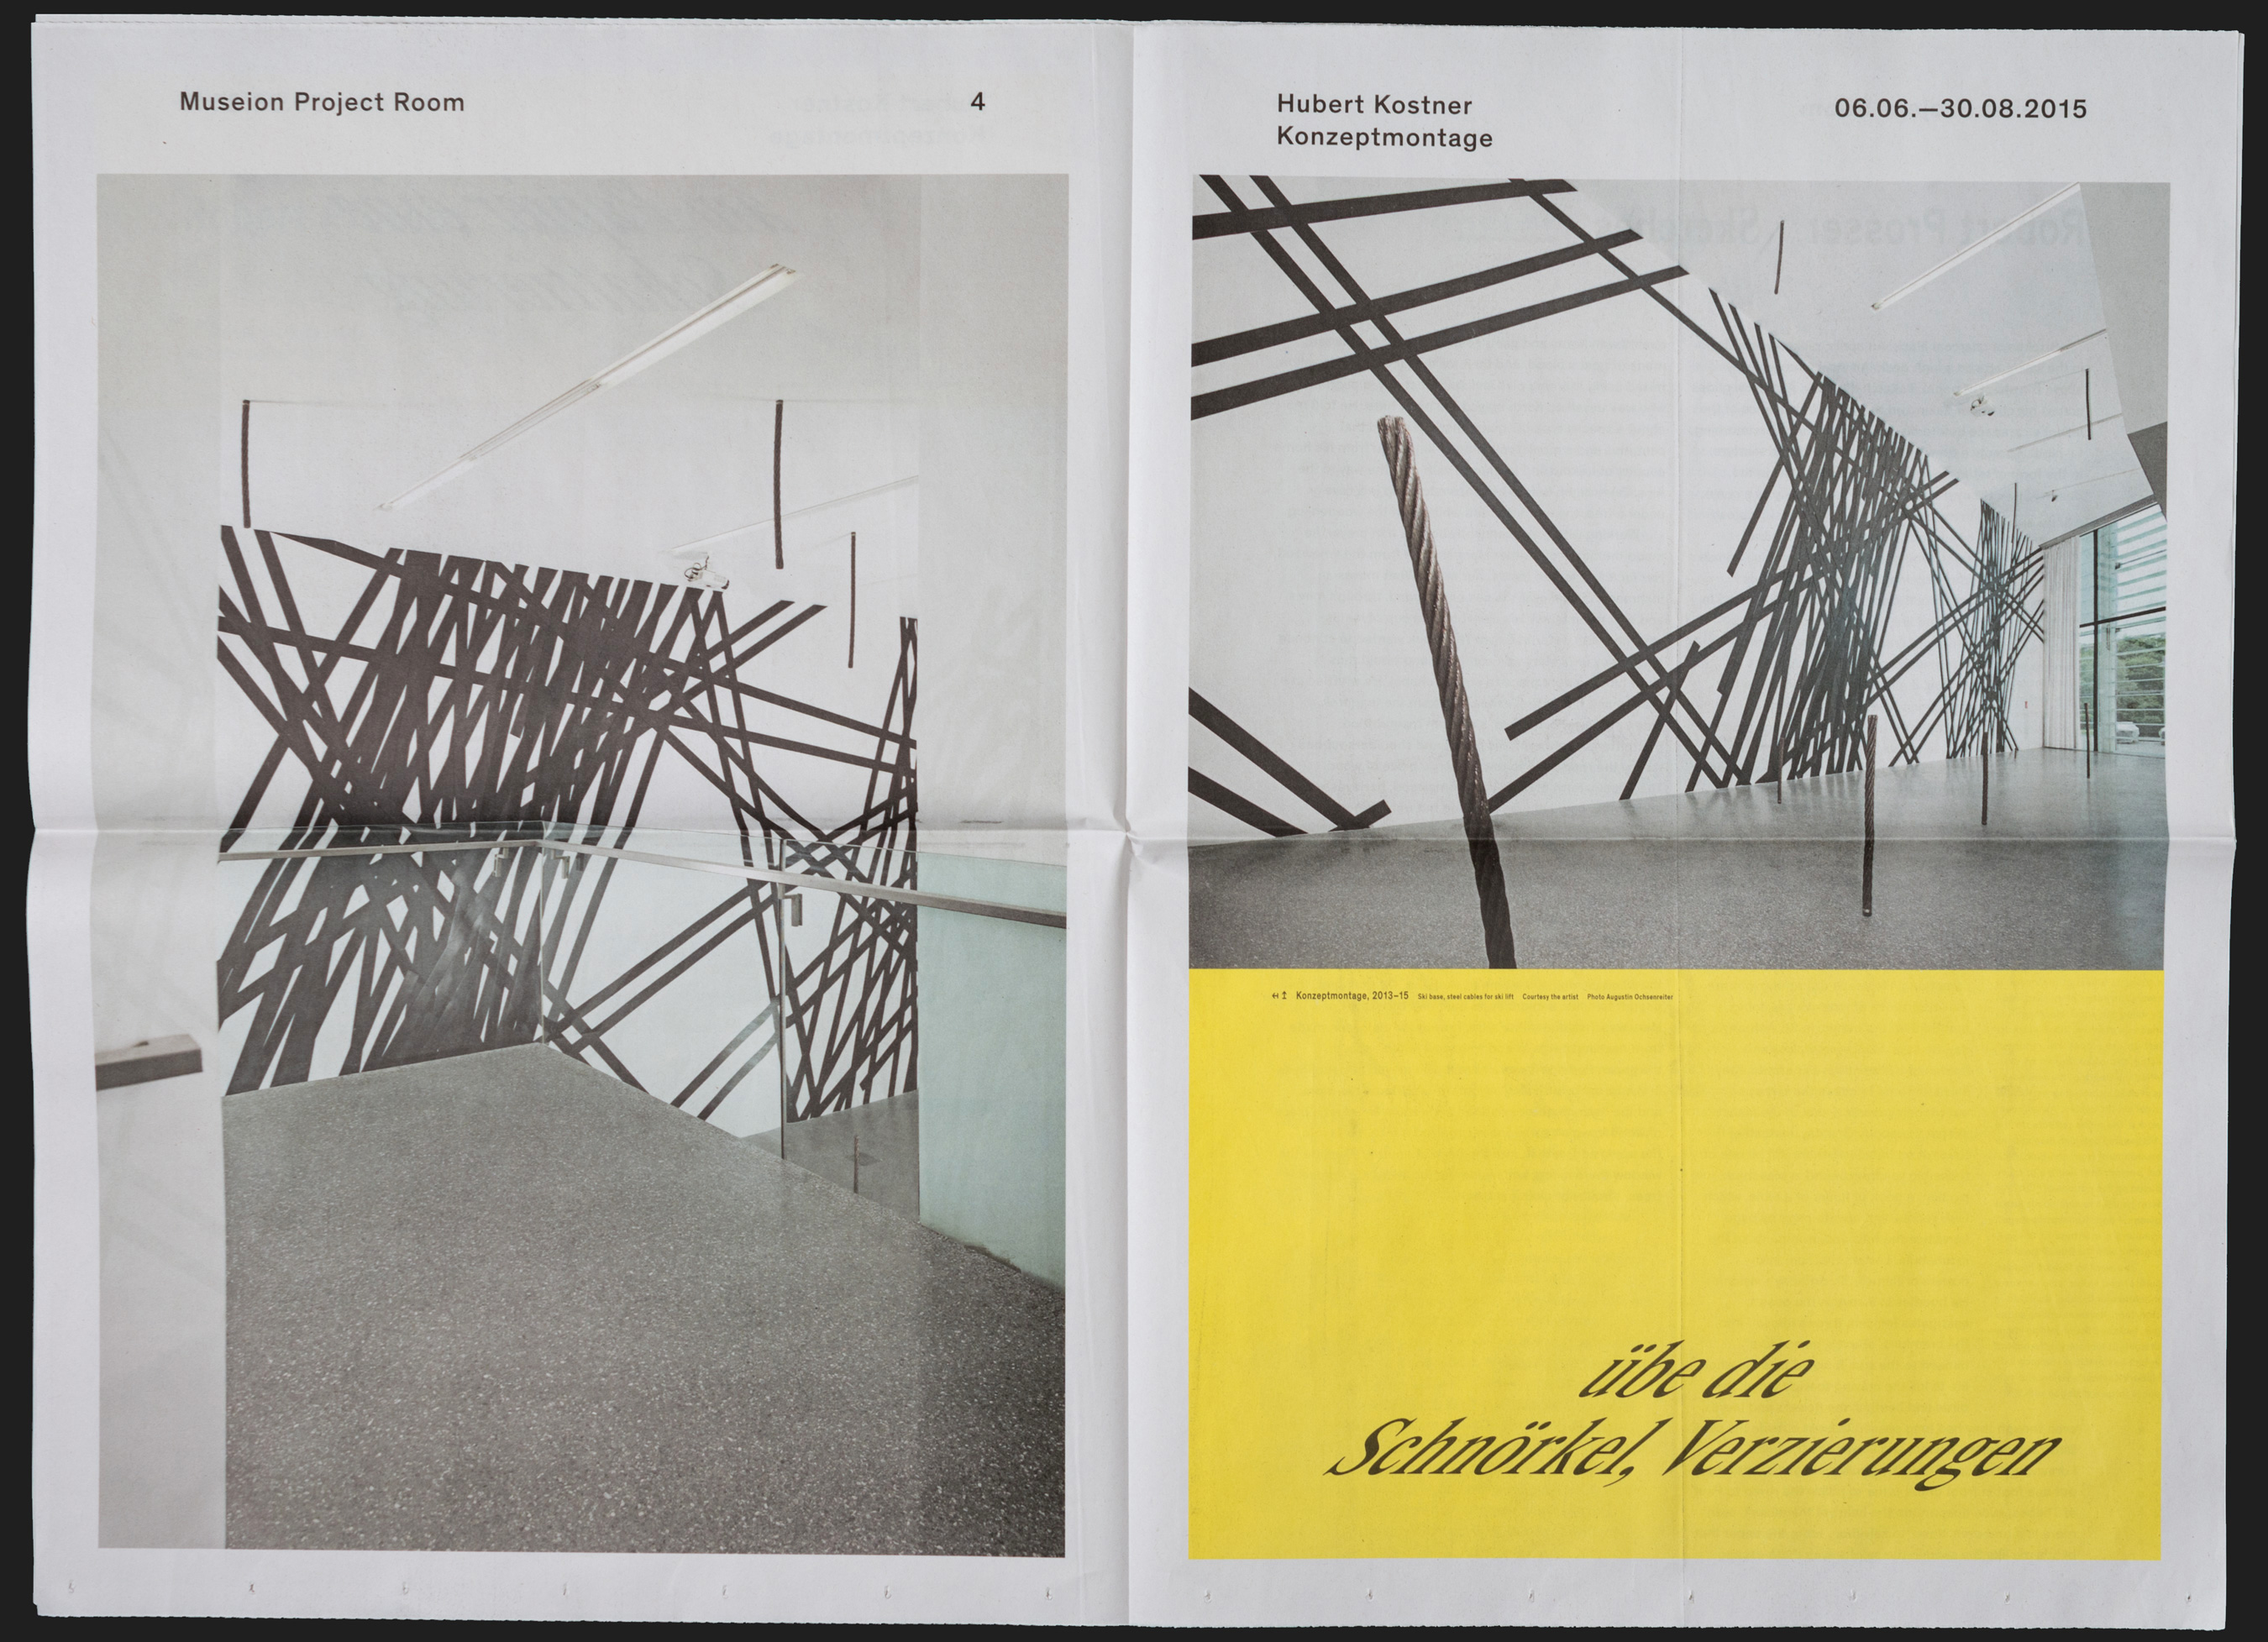 Museion Project Room
4
Hubert Kostner
Konzeptmontage
06.06.—30.08.2015
Konzeptmontage, 2013–15 Ski base, steel cables for ski lift Courtesy the artist Photo Augustin Ochsenreiter
übe die
Schnörkel, Verzierungen